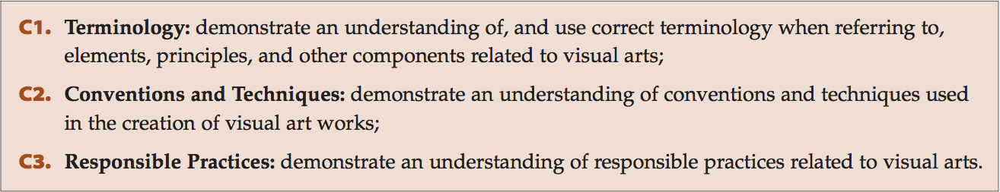 C1. Terminology: demonstrate an understanding of, and use correct terminology when referring to,
elements, principles, and other components related to visual arts;
C2. Conventions and Techniques: demonstrate an understanding of conventions and techniques used
in the creation of visual art works;
C3. Responsible Practices: demonstrate an understanding of responsible practices related to visual arts.